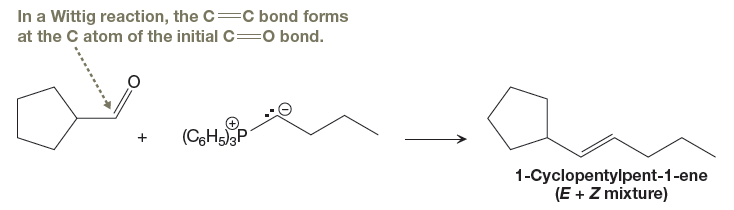 In a Wittig reaction, the C=C bond forms
at the C atom of the initial C=O bond.
O
+
(C₆H₅)₃P⊕ :⊖
1-Cyclopentylpent-1-ene
(E + Z mixture)